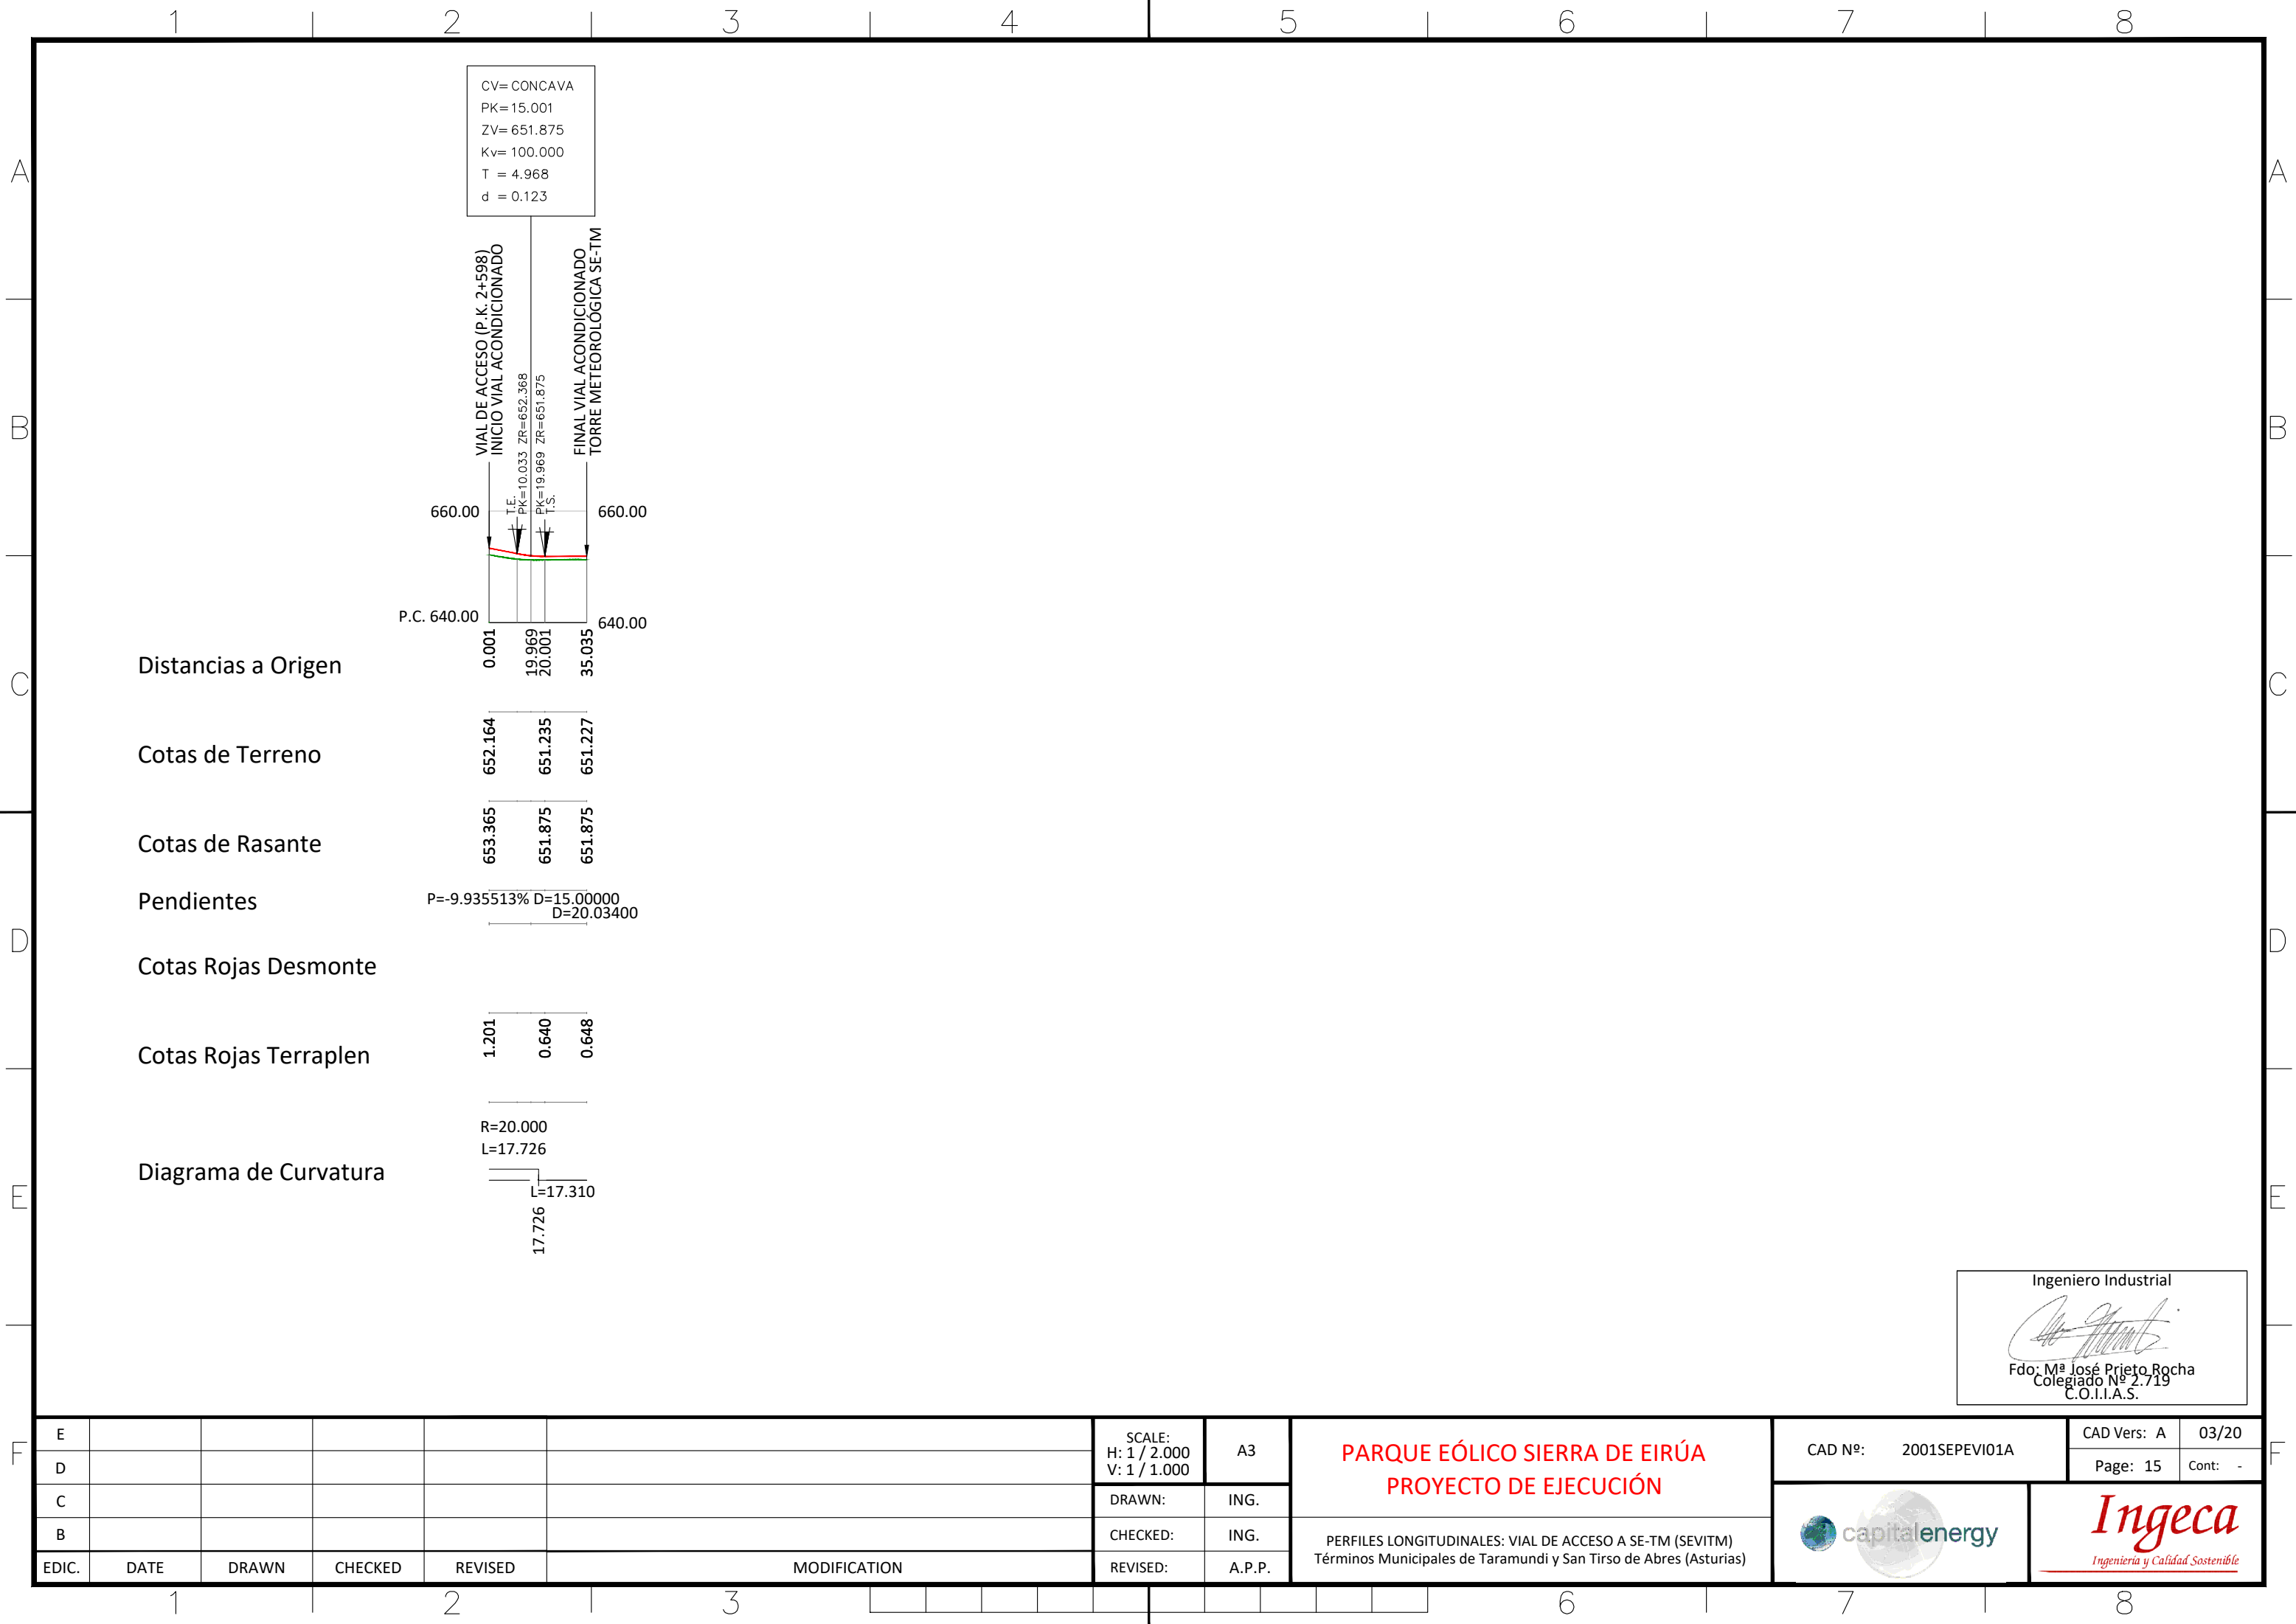 1 2 3 4 5 6 7 8
A A
B B
C C
D D
E E
F F
CV= CONCAVA
PK=15.001
ZV= 651.875
Kv= 100.000
T = 4.968
d = 0.123
VIAL DE ACCESO (P.K. 2+598)
INICIO VIAL ACONDICIONADO
T.E.
PK=10.033 ZR=652.368
PK=19.969 ZR=651.875
T.S.
FINAL VIAL ACONDICIONADO
TORRE METEOROLÓGICA SE-TM
660.00 660.00
P.C. 640.00 640.00
Distancias a Origen 0.001 19.969 20.001 35.035
Cotas de Terreno 652.164 651.235 651.227
Cotas de Rasante 653.365 651.875 651.875
Pendientes P=-9.935513% D=15.00000
D=20.03400
Cotas Rojas Desmonte
Cotas Rojas Terraplen 1.201 0.640 0.648
R=20.000
L=17.726
Diagrama de Curvatura
L=17.310
17.726
Ingeniero Industrial
Fdo: Mª José Prieto Rocha
Colegiado Nº 2.719
C.O.I.I.A.S.
E
D
C
B
EDIC. DATE DRAWN CHECKED REVISED MODIFICATION
SCALE:
H: 1 / 2.000
V: 1 / 1.000
A3
DRAWN: ING.
CHECKED: ING.
REVISED: A.P.P.
PARQUE EÓLICO SIERRA DE EIRÚA
PROYECTO DE EJECUCIÓN
PERFILES LONGITUDINALES: VIAL DE ACCESO A SE-TM (SEVITM)
Términos Municipales de Taramundi y San Tirso de Abres (Asturias)
CAD Nº: 2001SEPEVI01A
CAD Vers: A 03/20
Page: 15 Cont: -
capitalenergy
Ingeca
Ingeniería y Calidad Sostenible
1 2 3 6 7 8